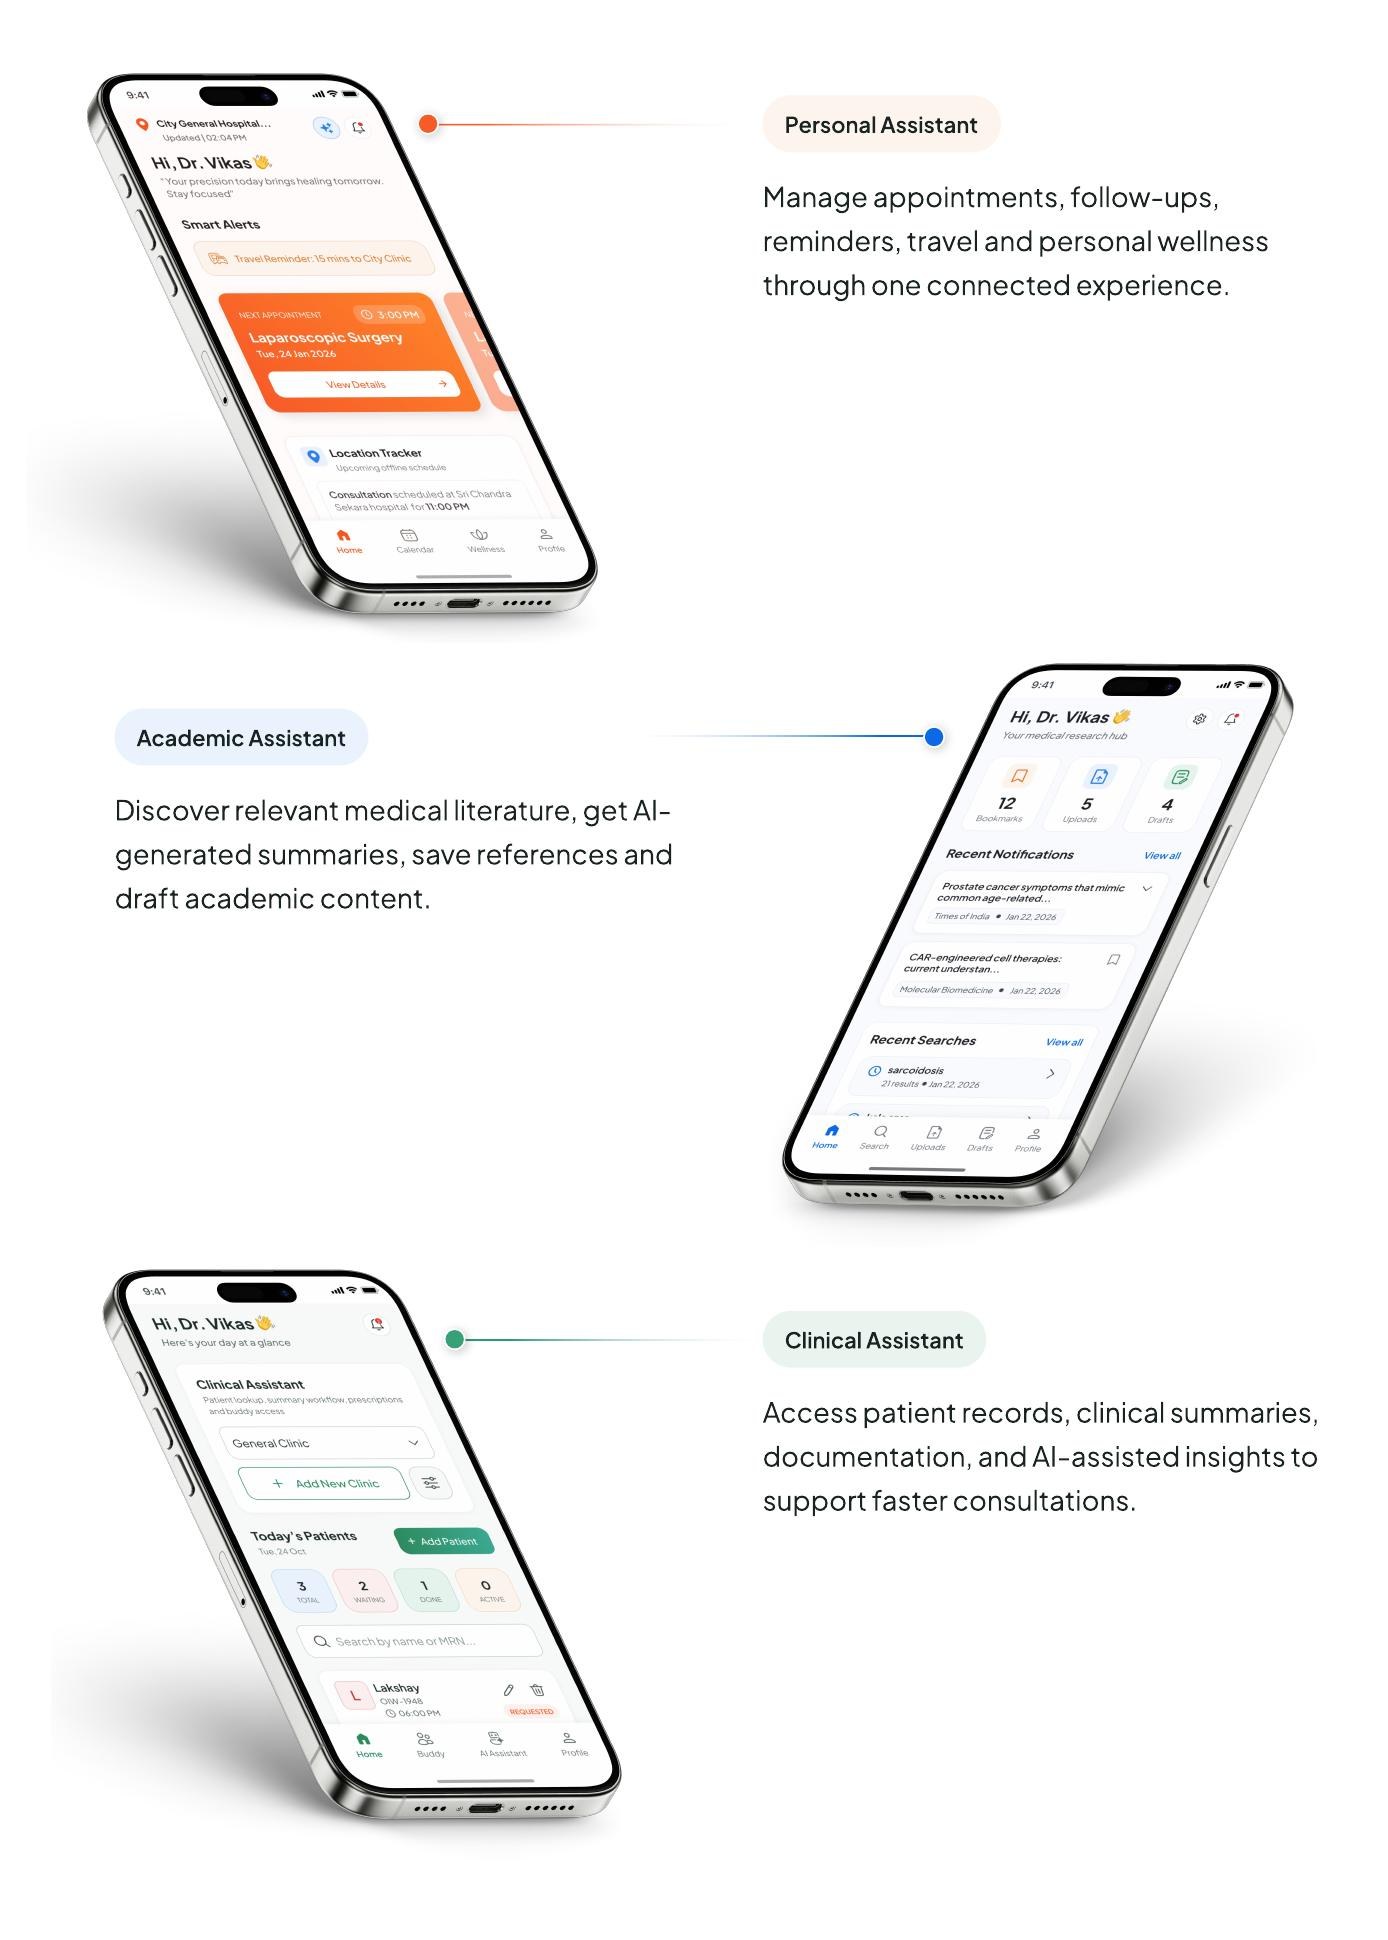 9:41
City General Hospital...
Updated | 02:04 PM
Hi, Dr. Vikas👋
"Your precision today brings healing tomorrow.
Stay focused"
Smart Alerts
Travel Reminder: 15 mins to City Clinic
NEXT APPOINTMENT
3:00 PM
Laparoscopic Surgery
Tue, 24 Jan 2026
View Details
Location Tracker
Upcoming offline schedule
Consultation scheduled at Sri Chandra
Sekara hospital for 11:00 PM
Home
Calendar
Wellness
Profile
Personal Assistant
Manage appointments, follow-ups,
reminders, travel and personal wellness
through one connected experience.
Academic Assistant
Discover relevant medical literature, get AI-
generated summaries, save references and
draft academic content.
9:41
Hi, Dr. Vikas👋
Your medical research hub
12
Bookmarks
5
Uploads
4
Drafts
Recent Notifications
View all
Prostate cancer symptoms that mimic
common age-related...
Times of India • Jan 22, 2026
CAR-engineered cell therapies:
current understan...
Molecular Biomedicine • Jan 22, 2026
Recent Searches
View all
sarcoidosis
21 results • Jan 22, 2026
Home
Search
Uploads
Drafts
Profile
9:41
Hi, Dr. Vikas👋
Here's your day at a glance
Clinical Assistant
Patient lookup, summary workflow, prescriptions
and buddy access
General Clinic
+ Add New Clinic
Today's Patients
Tue, 24 Oct
+ Add Patient
3
TOTAL
2
WAITING
1
DONE
0
ACTIVE
Search by name or MRN...
L
Lakshay
OIW-1948
06:00 PM
REQUESTED
Home
Buddy
AI Assistant
Profile
Clinical Assistant
Access patient records, clinical summaries,
documentation, and AI-assisted insights to
support faster consultations.